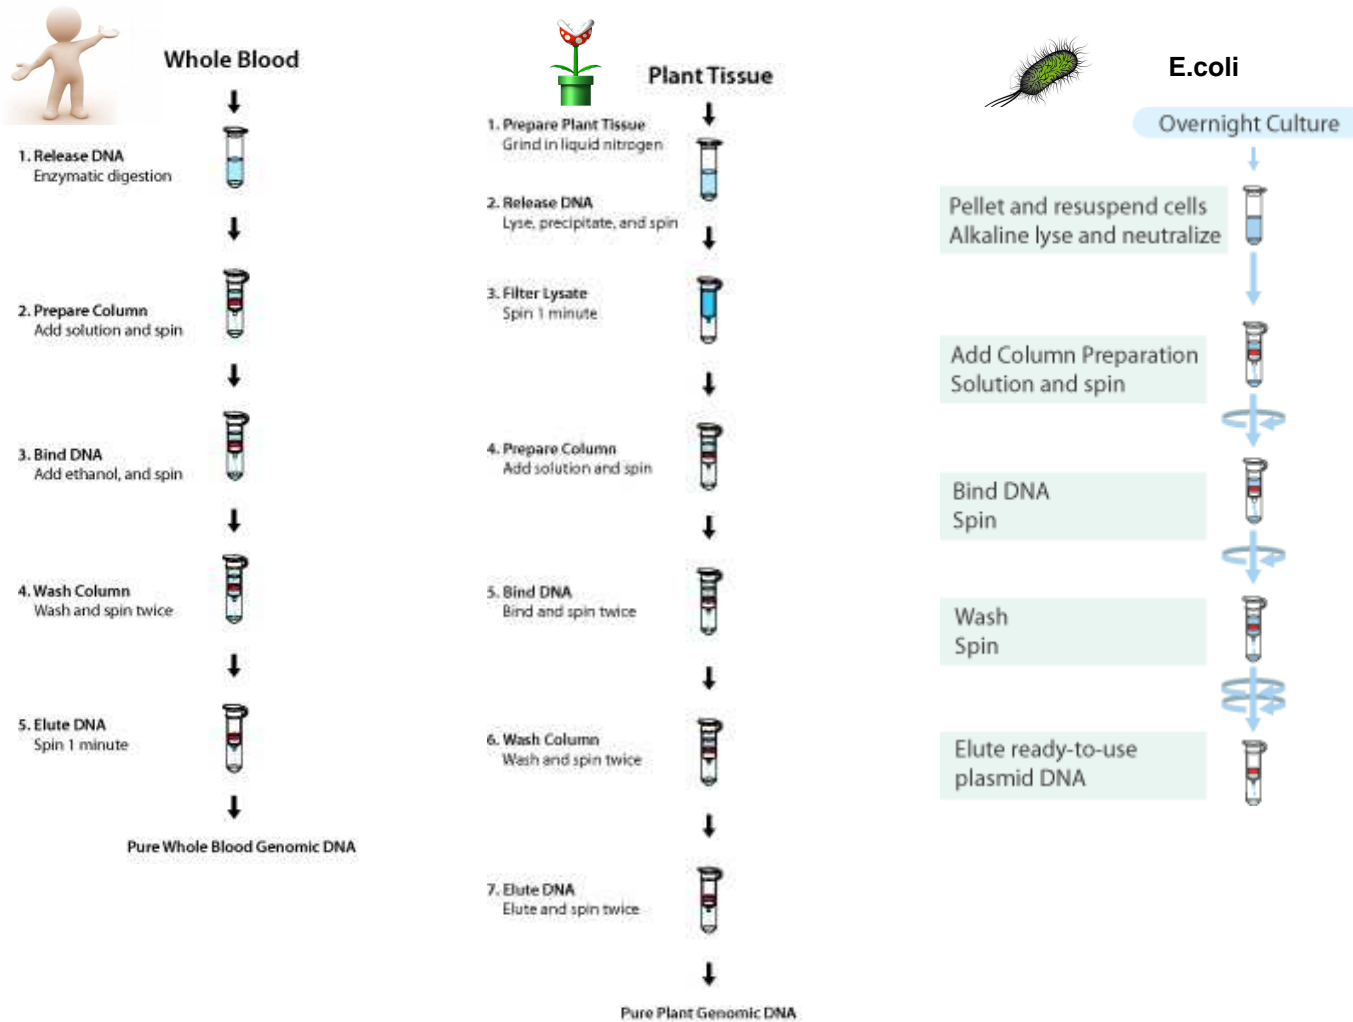 Whole Blood
1. Release DNA
Enzymatic digestion
2. Prepare Column
Add solution and spin
3. Bind DNA
Add ethanol, and spin
4. Wash Column
Wash and spin twice
5. Elute DNA
Spin 1 minute
Pure Whole Blood Genomic DNA
Plant Tissue
1. Prepare Plant Tissue
Grind in liquid nitrogen
2. Release DNA
Lyse, precipitate, and spin
3. Filter Lysate
Spin 1 minute
4. Prepare Column
Add solution and spin
5. Bind DNA
Bind and spin twice
6. Wash Column
Wash and spin twice
7. Elute DNA
Elute and spin twice
Pure Plant Genomic DNA
E.coli
Overnight Culture
Pellet and resuspend cells
Alkaline lyse and neutralize
Add Column Preparation
Solution and spin
Bind DNA
Spin
Wash
Spin
Elute ready-to-use
plasmid DNA